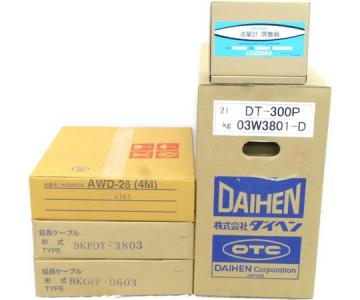 流量計調整器
21 DT-300P
kg 03W3801-D
AWD-26 (4M)
延長ケーブル
形式
TYPE BKPDT-3803
延長ケーブル
形式
TYPE BKGFF-0603
DAIHEN
株式会社ダイヘン
OTC
DAIHEN Corporation
JAPAN